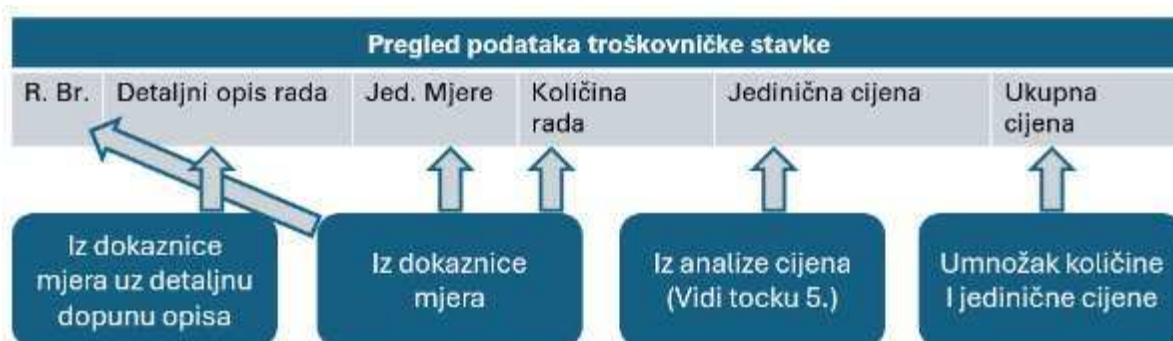 Pregled podataka troškovničke stavke
R. Br.
Detaljni opis rada
Jed. Mjere
Količina
rada
Jedinična cijena
Ukupna
cijena
Iz dokaznice
mjera uz detaljnu
dopunu opisa
Iz dokaznice
mjera
Iz analize cijena
(Vidi tocku 5.)
Umnožak količine
I jedinične cijene